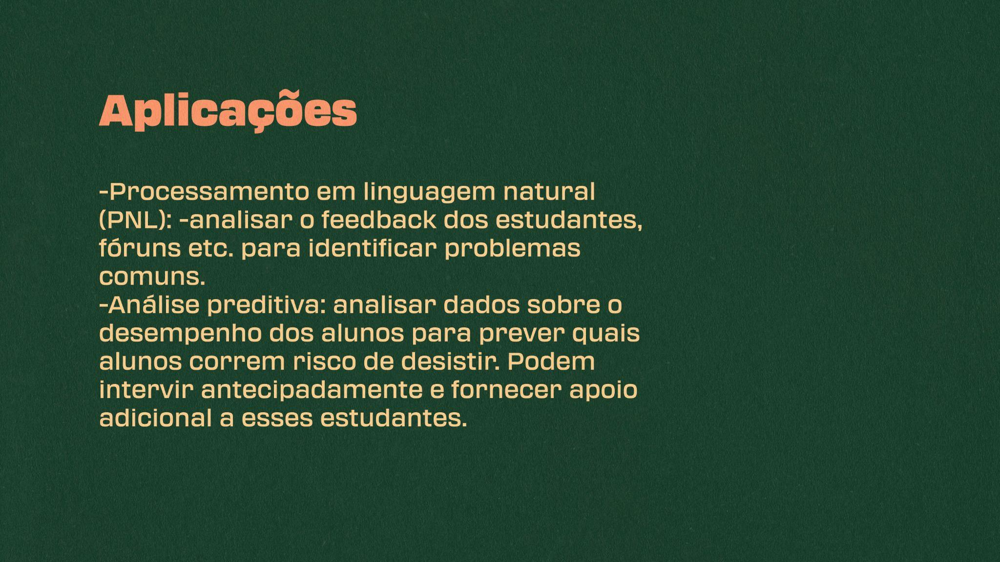 Aplicações
-Processamento em linguagem natural
(PNL): -analisar o feedback dos estudantes,
fóruns etc. para identificar problemas
comuns.
-Análise preditiva: analisar dados sobre o
desempenho dos alunos para prever quais
alunos correm risco de desistir. Podem
intervir antecipadamente e fornecer apoio
adicional a esses estudantes.